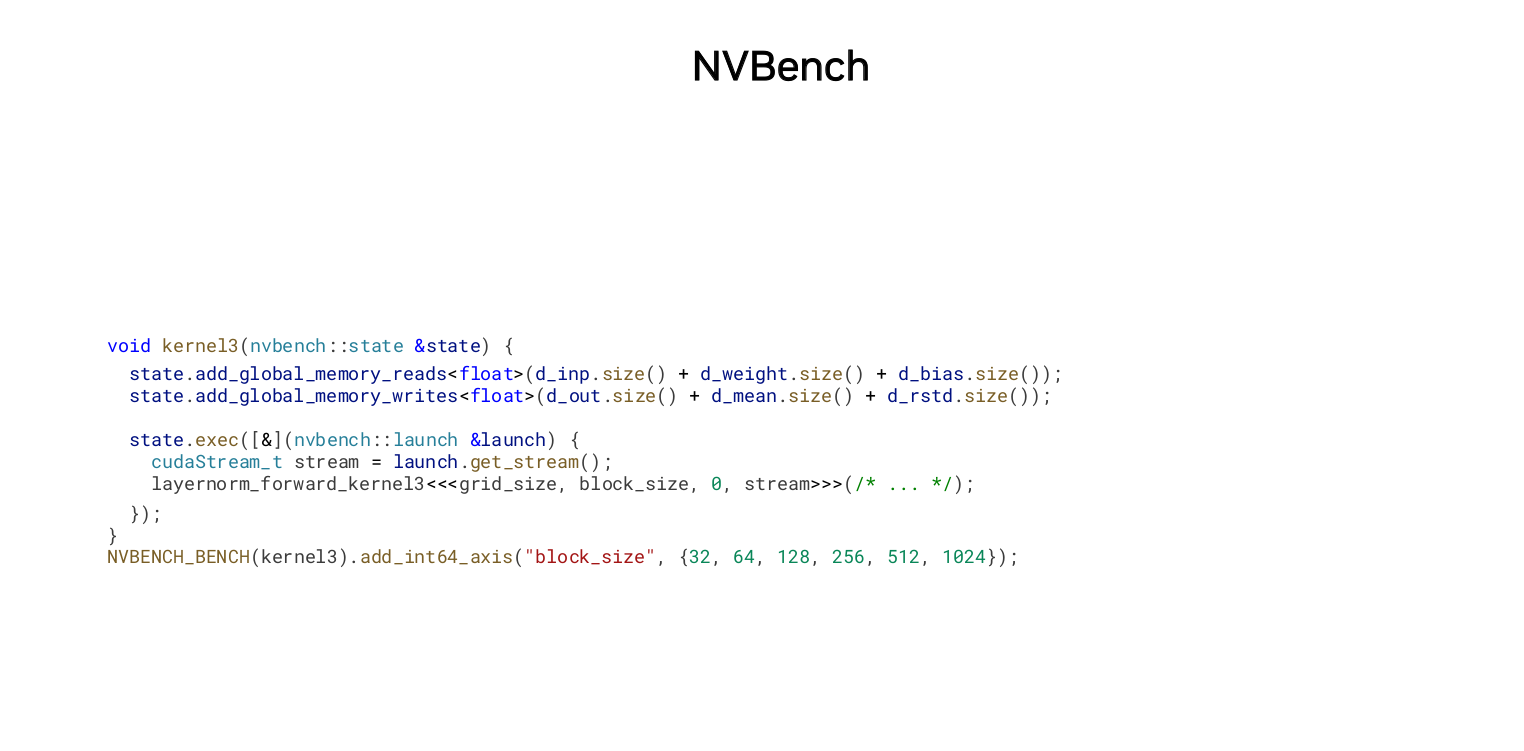 NVBench
void kernel3(nvbench::state &state) {
  state.add_global_memory_reads<float>(d_inp.size() + d_weight.size() + d_bias.size());
  state.add_global_memory_writes<float>(d_out.size() + d_mean.size() + d_rstd.size());
  state.exec([&](nvbench::launch &launch) {
    cudaStream_t stream = launch.get_stream();
    layernorm_forward_kernel3<<<grid_size, block_size, 0, stream>>>(/* ... */);
  });
}
NVBENCH_BENCH(kernel3).add_int64_axis("block_size", {32, 64, 128, 256, 512, 1024});